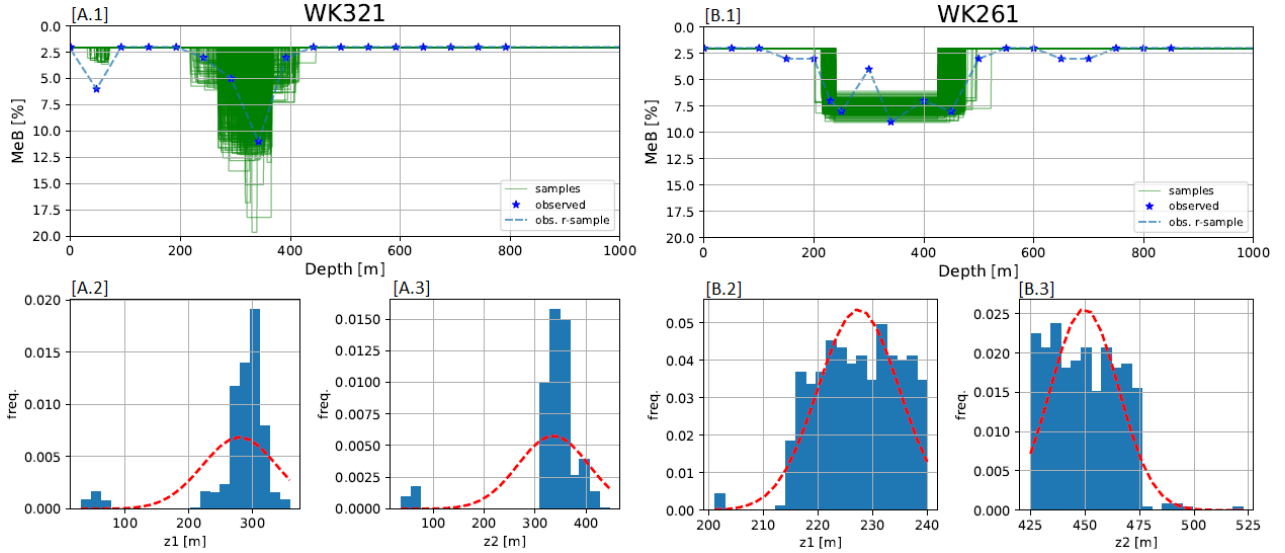 [A.1]
WK321
0.0
2.5
5.0
7.5
10.0
12.5
15.0
17.5
20.0
MeB [%]
samples
observed
obs. r-sample
0
200
400
600
800
1000
Depth [m]
[B.1]
WK261
0.0
2.5
5.0
7.5
10.0
12.5
15.0
17.5
20.0
MeB [%]
samples
observed
obs. r-sample
0
200
400
600
800
1000
Depth [m]
[A.2]
0.020
0.015
0.010
0.005
0.000
freq.
100
200
300
z1 [m]
[A.3]
0.0150
0.0125
0.0100
0.0075
0.0050
0.0025
0.0000
freq.
100
200
300
400
z2 [m]
[B.2]
0.05
0.04
0.03
0.02
0.01
0.00
freq.
200
210
220
230
240
z1 [m]
[B.3]
0.025
0.020
0.015
0.010
0.005
0.000
freq.
425
450
475
500
525
z2 [m]